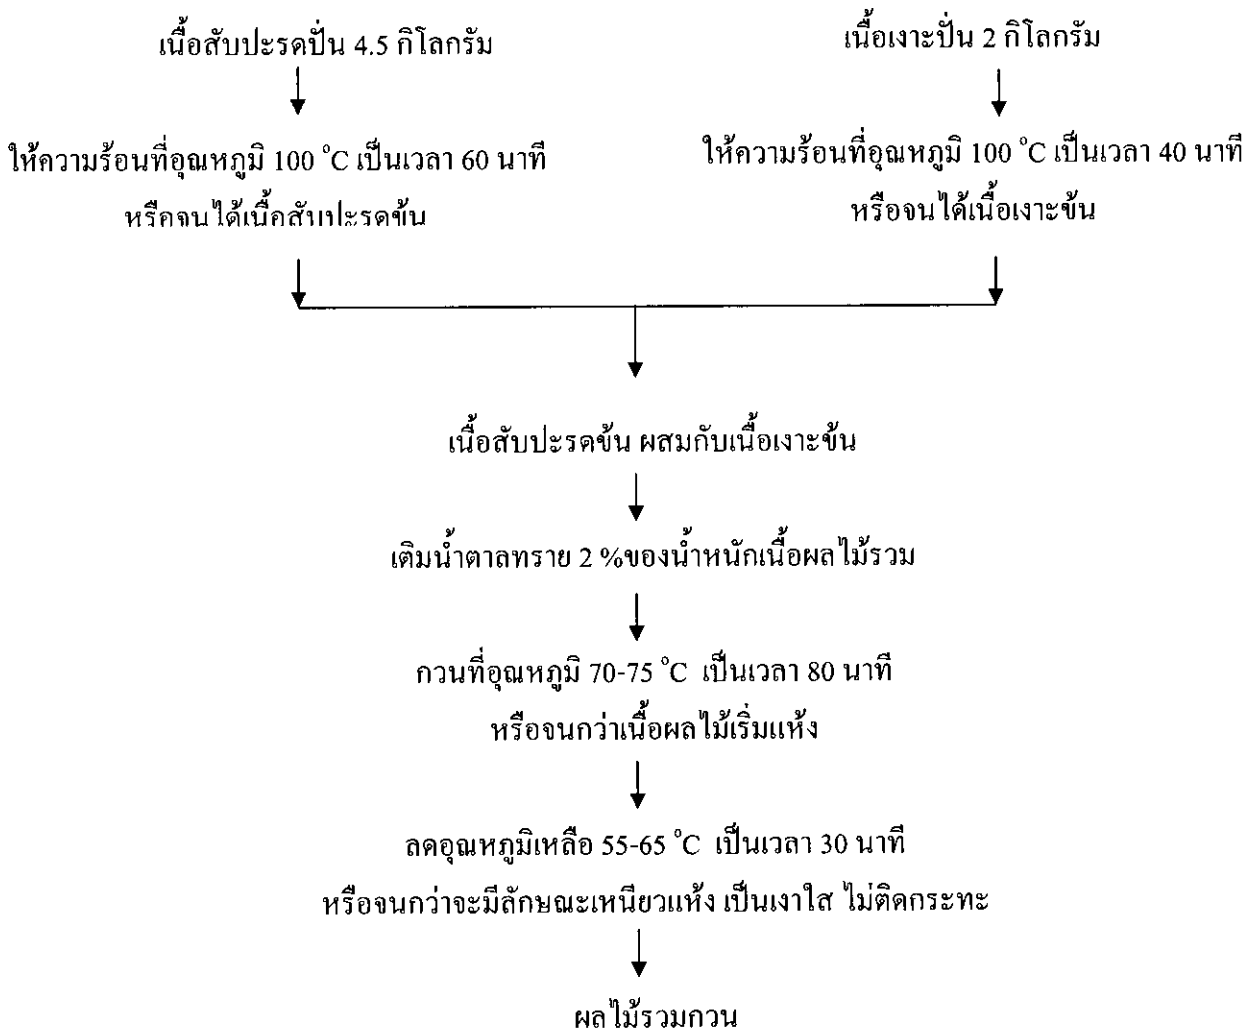 เนื้อสับปะรดปั่น 4.5 กิโลกรัม
เนื้อเงาะปั่น 2 กิโลกรัม
ให้ความร้อนที่อุณหภูมิ 100 °C เป็นเวลา 60 นาที
หรือจนได้เนื้อสับปะรดข้น
ให้ความร้อนที่อุณหภูมิ 100 °C เป็นเวลา 40 นาที
หรือจนได้เนื้อเงาะข้น
เนื้อสับปะรดข้น ผสมกับเนื้อเงาะข้น
เติมน้ำตาลทราย 2 %ของน้ำหนักเนื้อผลไม้รวม
กวนที่อุณหภูมิ 70-75 °C เป็นเวลา 80 นาที
หรือจนกว่าเนื้อผลไม้เริ่มแห้ง
ลดอุณหภูมิเหลือ 55-65 °C เป็นเวลา 30 นาที
หรือจนกว่าจะมีลักษณะเหนียวแห้ง เป็นเงาใส ไม่ติดกระทะ
ผลไม้รวมกวน